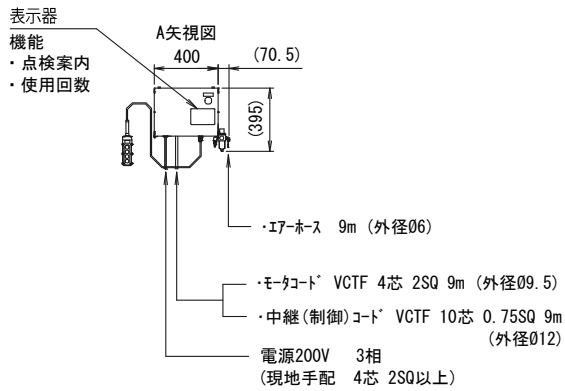 表示器
機能
・点検案内
・使用回数
A矢視図
400
(70.5)
(395)
・ｴｱｰﾎｰｽ 9m (外径Ø6)
・ﾓｰﾀｺｰﾄﾞ VCTF 4芯 2SQ 9m (外径Ø9.5)
・中継(制御)ｺｰﾄﾞ VCTF 10芯 0.75SQ 9m
(外径Ø12)
電源200V 3相
(現地手配 4芯 2SQ以上)